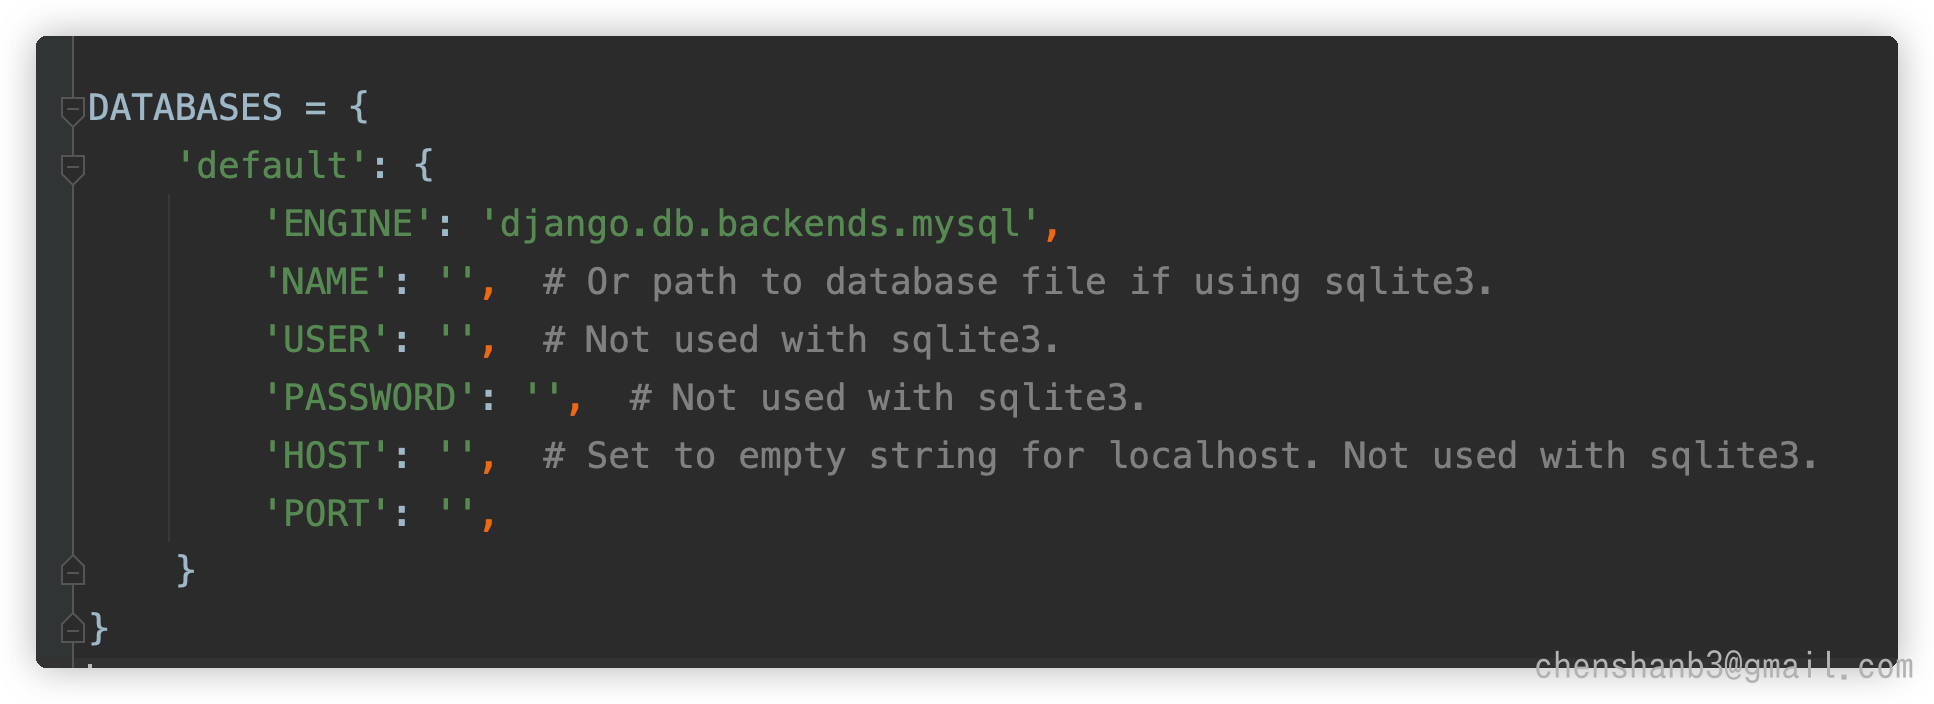 DATABASES = {
    'default': {
        'ENGINE': 'django.db.backends.mysql',
        'NAME': '',  # Or path to database file if using sqlite3.
        'USER': '',  # Not used with sqlite3.
        'PASSWORD': '',  # Not used with sqlite3.
        'HOST': '',  # Set to empty string for localhost. Not used with sqlite3.
        'PORT': '',
    }
}
chenshanb3@gmail.com